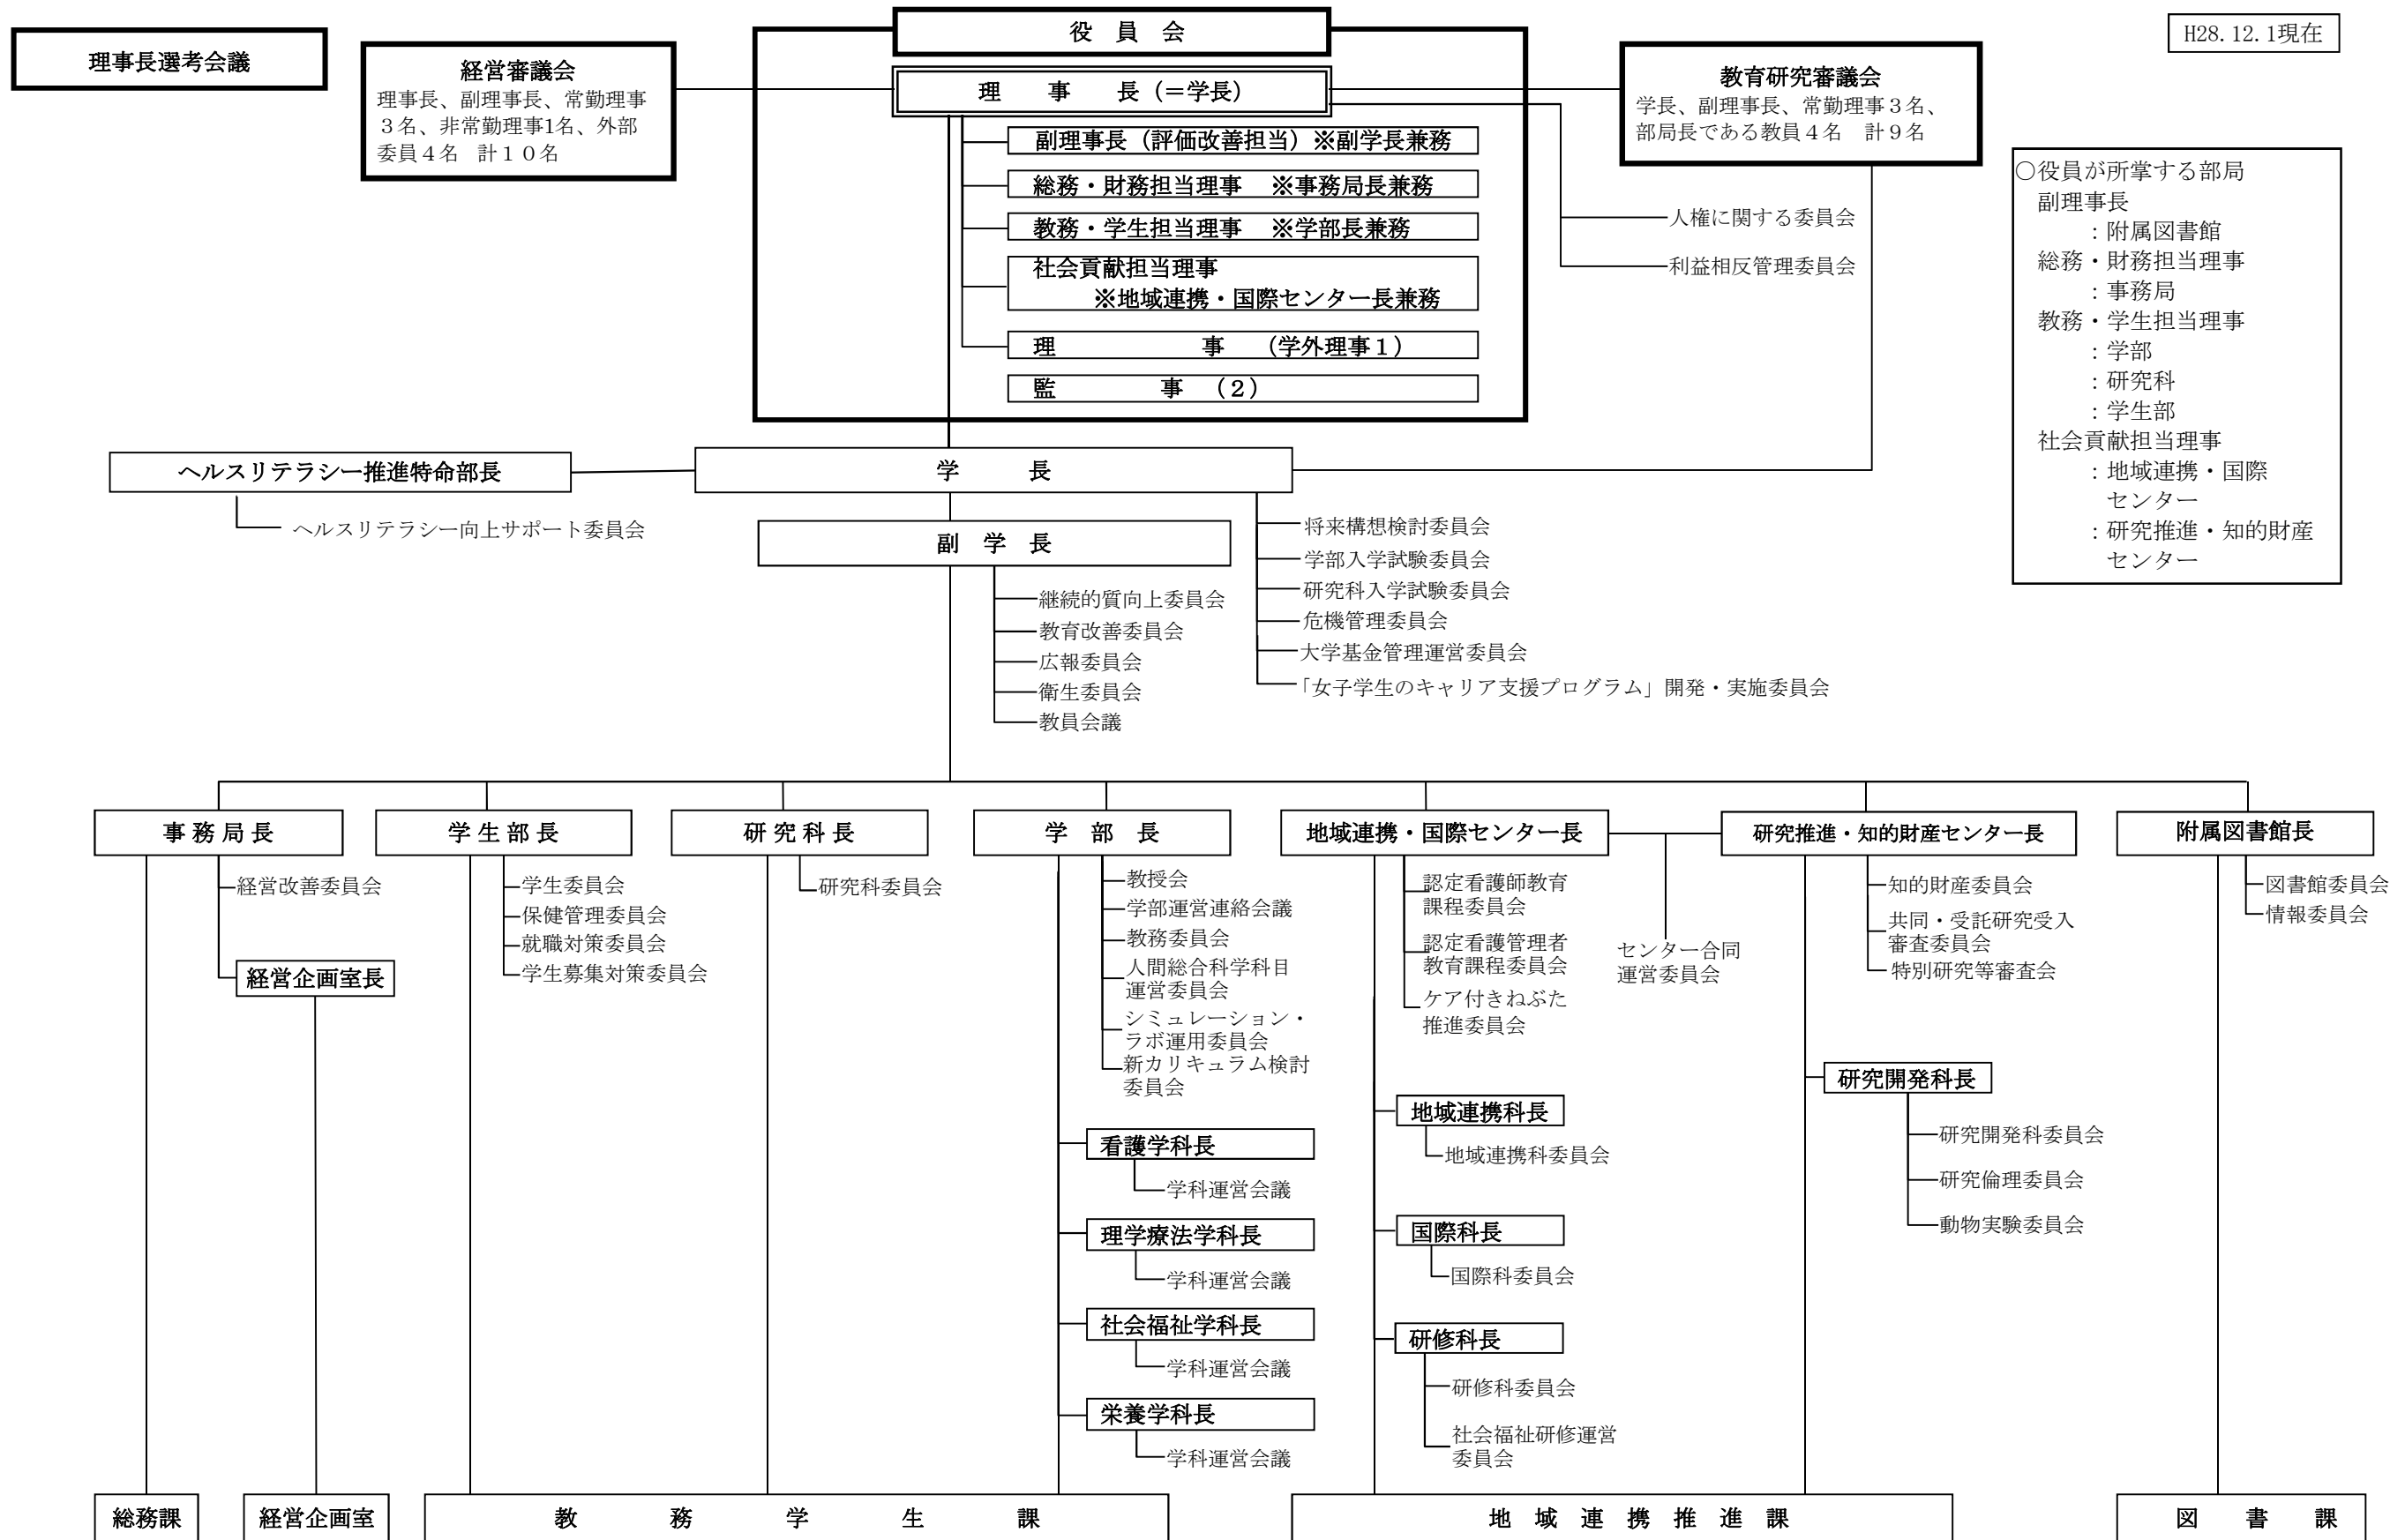 役 員 会
H28.12.1現在
理事長選考会議
経営審議会
理事長、副理事長、常勤理事
３名、非常勤理事1名、外部
委員４名 計１０名
理 事 長（＝学長）
教育研究審議会
学長、副理事長、常勤理事３名、
部局長である教員４名 計９名
副理事長（評価改善担当）※副学長兼務
総務・財務担当理事 ※事務局長兼務
教務・学生担当理事 ※学部長兼務
社会貢献担当理事
※地域連携・国際センター長兼務
理 事 （学外理事１）
監 事 （２）
人権に関する委員会
利益相反管理委員会
○役員が所掌する部局
副理事長
：附属図書館
総務・財務担当理事
：事務局
教務・学生担当理事
：学部
：研究科
：学生部
社会貢献担当理事
：地域連携・国際
センター
：研究推進・知的財産
センター
ヘルスリテラシー推進特命部長
ヘルスリテラシー向上サポート委員会
学 長
副 学 長
将来構想検討委員会
学部入学試験委員会
研究科入学試験委員会
危機管理委員会
大学基金管理運営委員会
「女子学生のキャリア支援プログラム」開発・実施委員会
継続的質向上委員会
教育改善委員会
広報委員会
衛生委員会
教員会議
事務局長
経営改善委員会
経営企画室長
学生部長
学生委員会
保健管理委員会
就職対策委員会
学生募集対策委員会
研究科長
研究科委員会
学 部 長
教授会
学部運営連絡会議
教務委員会
人間総合科学科目
運営委員会
シミュレーション・
ラボ運用委員会
新カリキュラム検討
委員会
看護学科長
学科運営会議
理学療法学科長
学科運営会議
社会福祉学科長
学科運営会議
栄養学科長
学科運営会議
地域連携・国際センター長
認定看護師教育
課程委員会
認定看護管理者
教育課程委員会
ケア付きねぶた
推進委員会
地域連携科長
地域連携科委員会
国際科長
国際科委員会
研修科長
研修科委員会
社会福祉研修運営
委員会
センター合同
運営委員会
研究推進・知的財産センター長
知的財産委員会
共同・受託研究受入
審査委員会
特別研究等審査会
研究開発科長
研究開発科委員会
研究倫理委員会
動物実験委員会
附属図書館長
図書館委員会
情報委員会
総務課
経営企画室
教 務 学 生 課
地 域 連 携 推 進 課
図 書 課